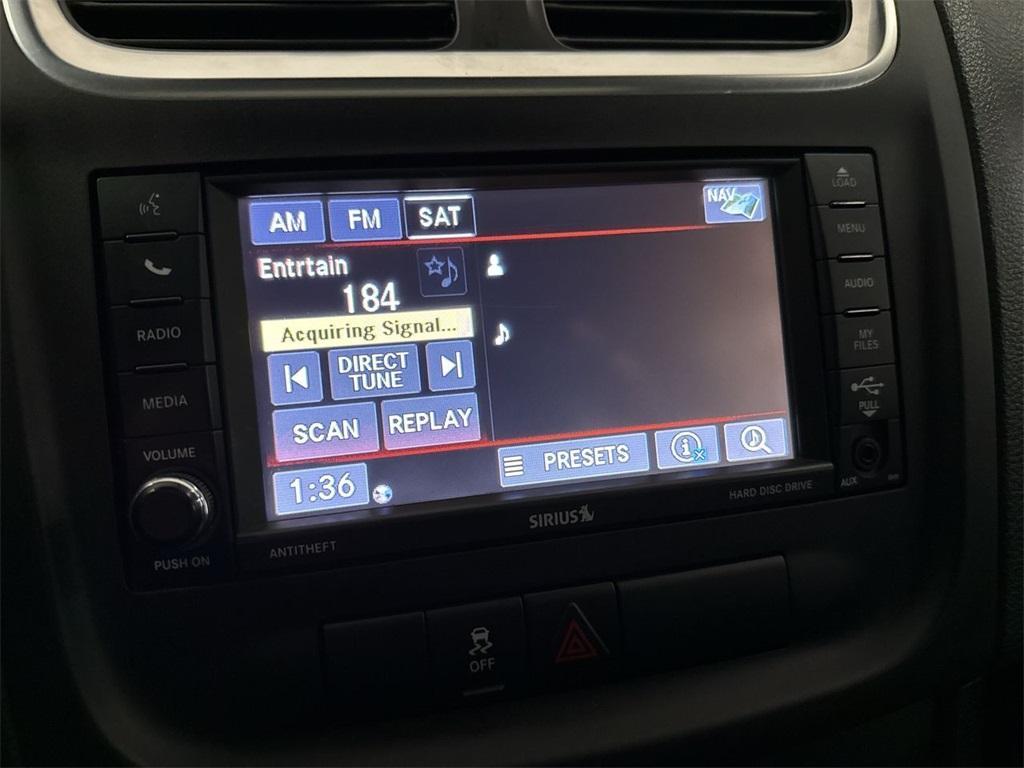 LOAD
MENU
AUDIO
MY
FILES
PULL
AUX
RADIO
MEDIA
VOLUME
PUSH ON
AM FM SAT NAV
Entrtain
184
Acquiring Signal...
DIRECT
TUNE
SCAN REPLAY
PRESETS
1:36
SIRIUS
HARD DISC DRIVE
ANTITHEFT
OFF